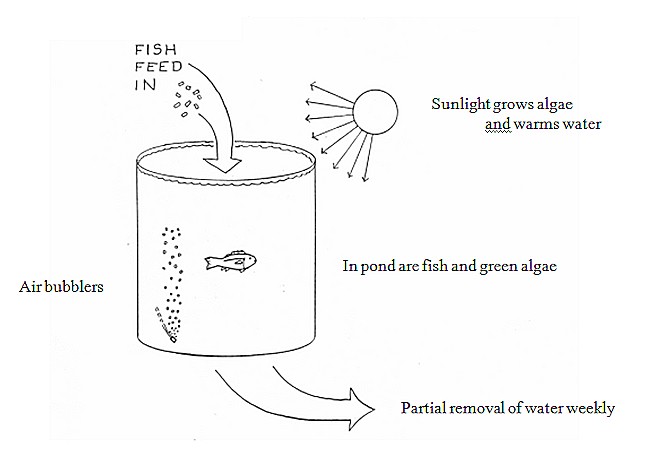 FISH
FEED
IN
Sunlight grows algae
and warms water
In pond are fish and green algae
Air bubblers
Partial removal of water weekly